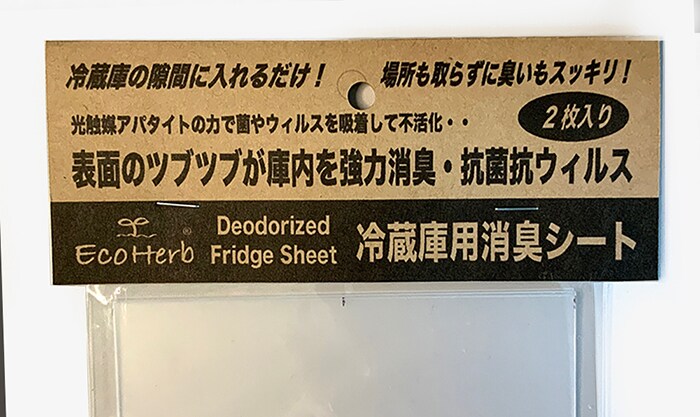 冷蔵庫の隙間に入れるだけ！ 場所も取らずに臭いもスッキリ！
光触媒アパタイトの力で菌やウィルスを吸着して不活化・・
2枚入り
表面のツブツブが庫内を強力消臭・抗菌抗ウィルス
EcoHerb®
Deodorized
Fridge Sheet
冷蔵庫用消臭シート